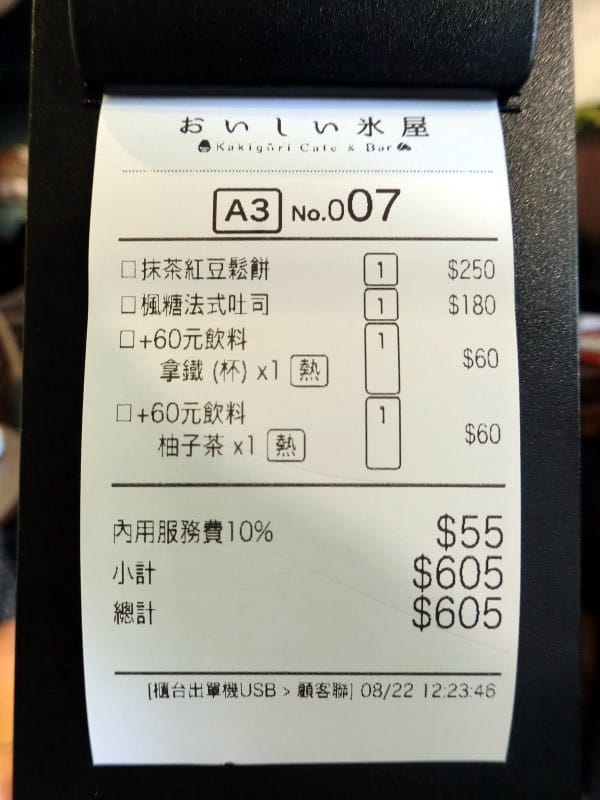 おいしい氷屋
Kakigōri Cafe & Bar
A3 No.007
□抹茶紅豆鬆餅 1 $250
□楓糖法式吐司 1 $180
□+60元飲料 1 $60
拿鐵 (杯) x1 熱
□+60元飲料 1 $60
柚子茶 x1 熱
內用服務費10% $55
小計 $605
總計 $605
[櫃台出單機USB > 顧客聯] 08/22 12:23:46